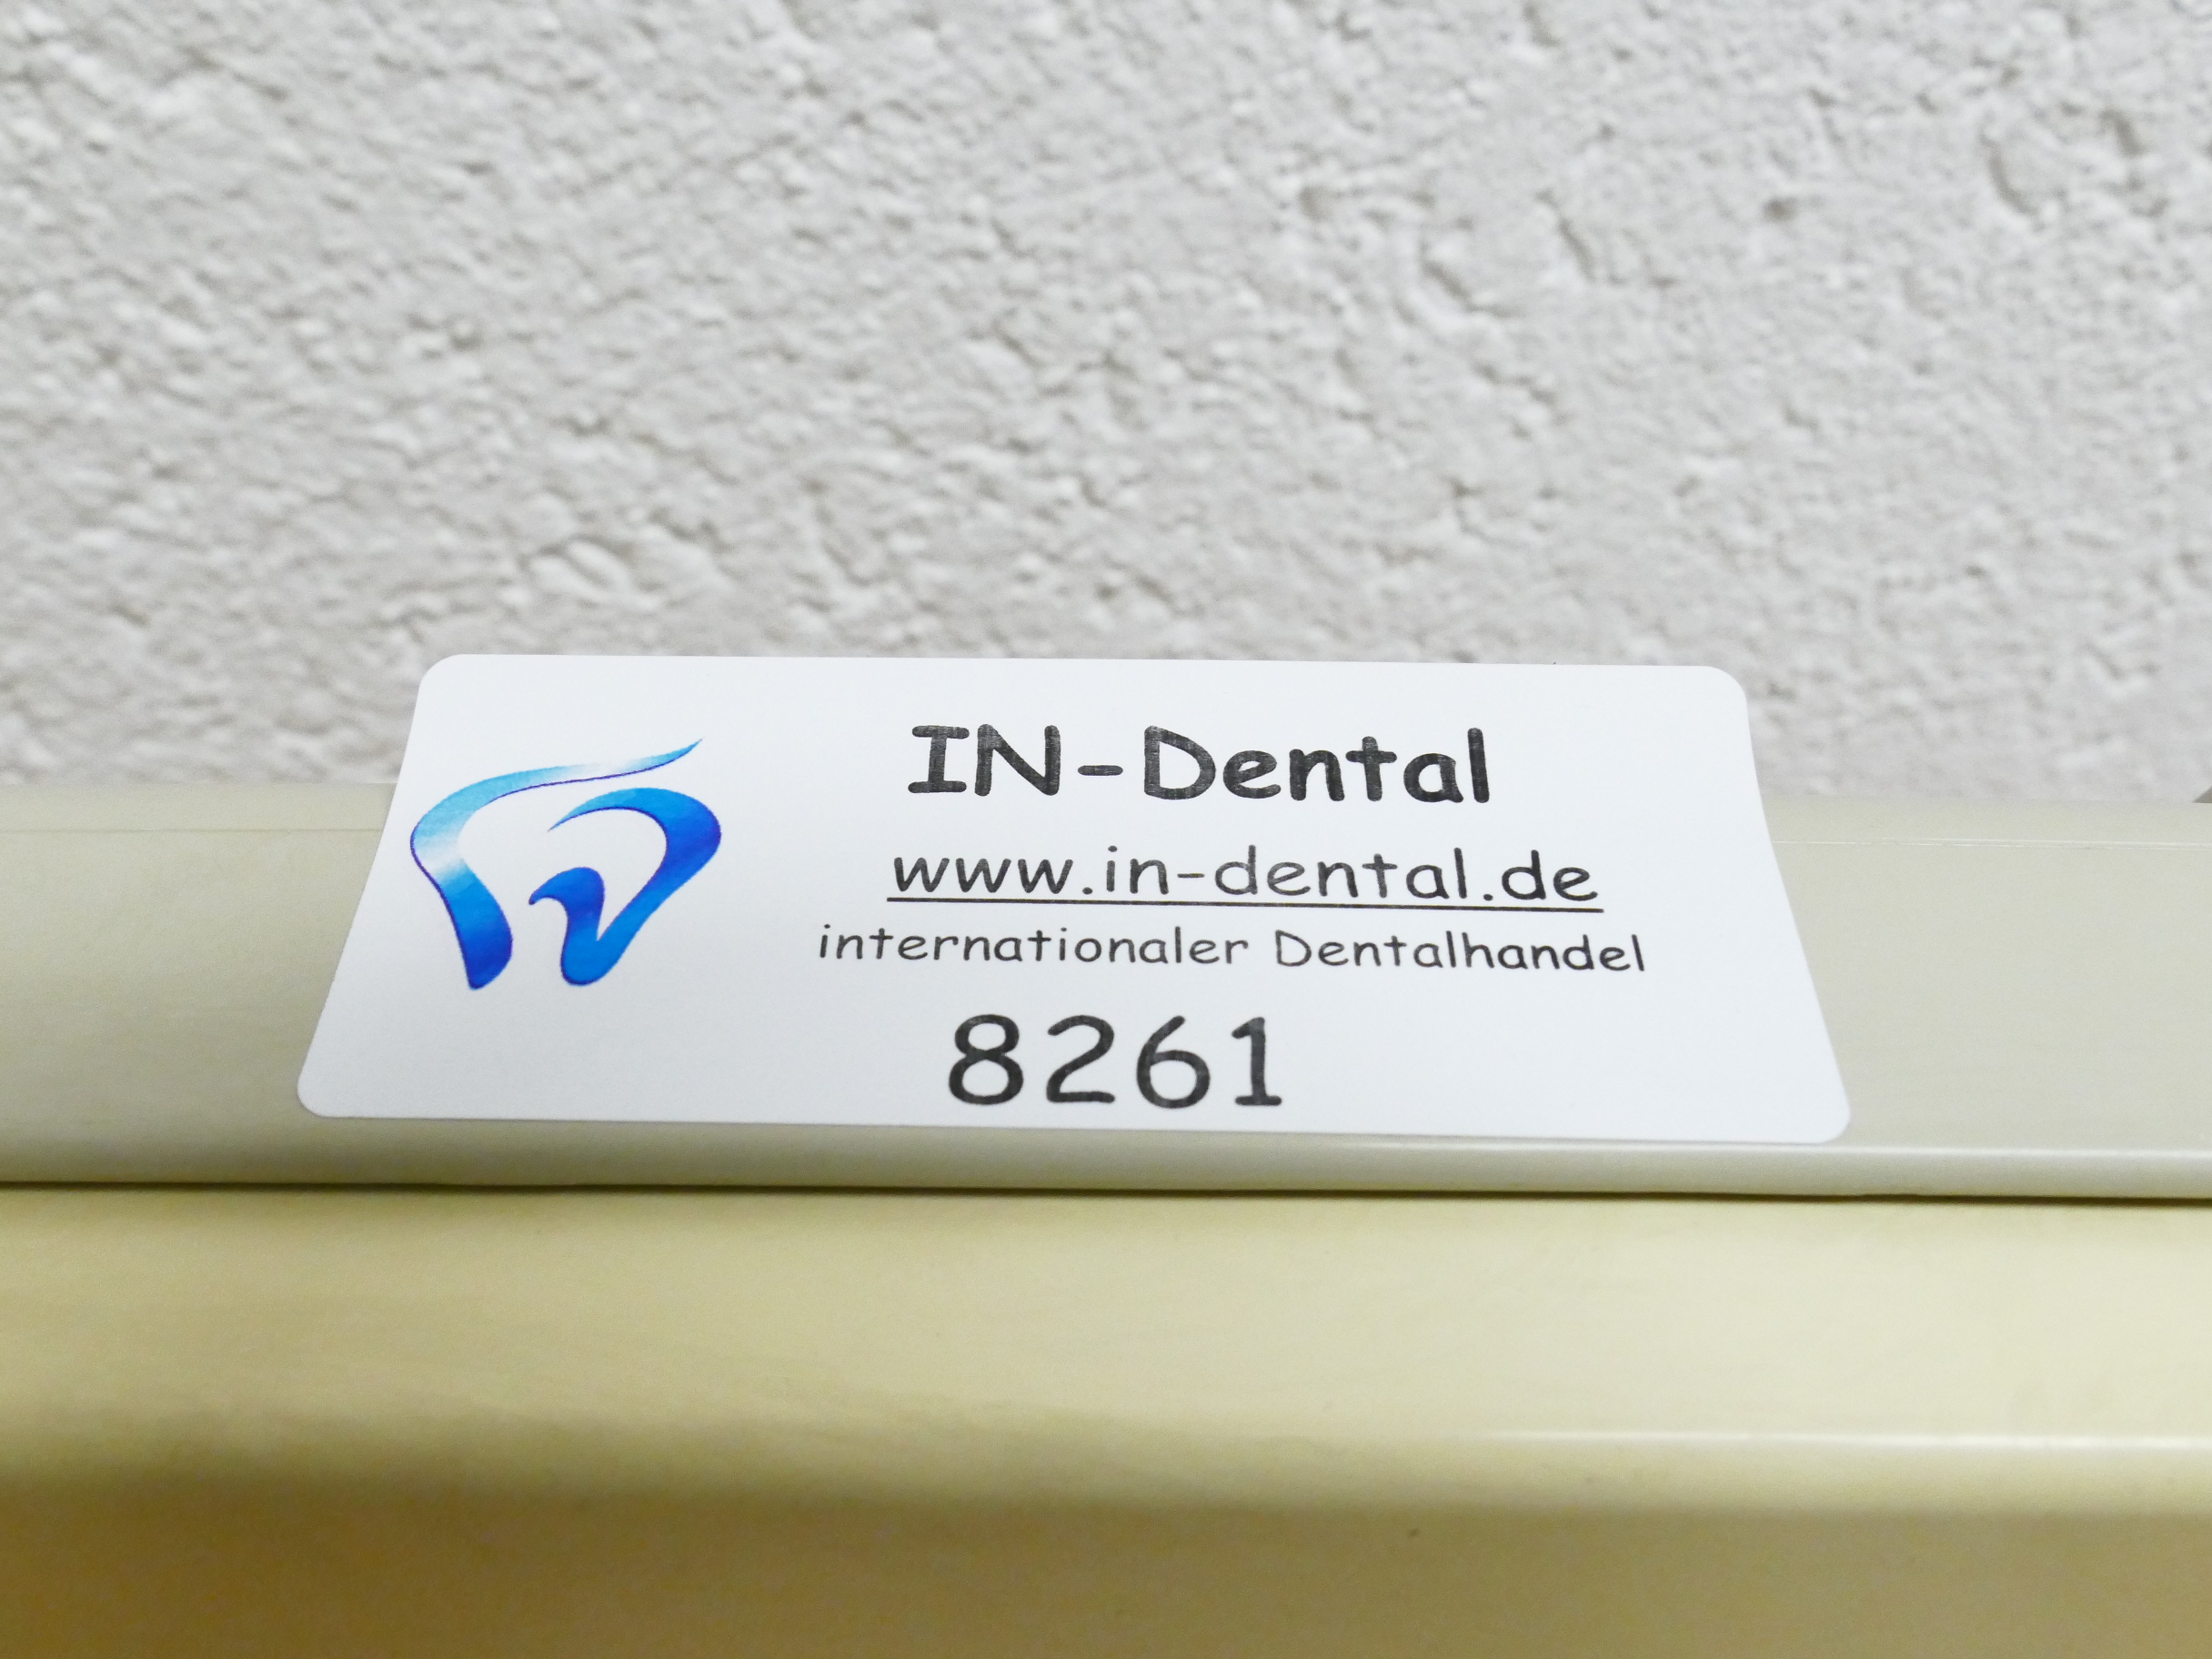 IN-Dental
www.in-dental.de
internationaler Dentalhandel
8261